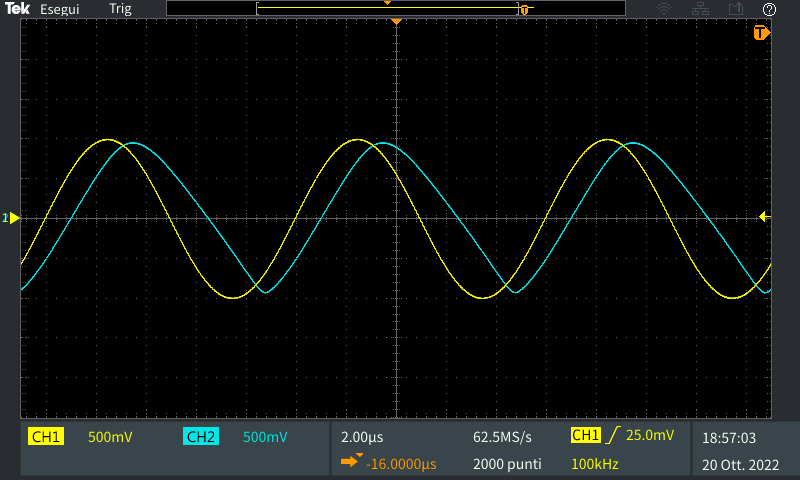 Tek Esegui Trig
T
?
T
1
CH1 500mV CH2 500mV 2.00µs 62.5MS/s CH1 25.0mV 18:57:03
-16.0000µs 2000 punti 100kHz 20 Ott. 2022